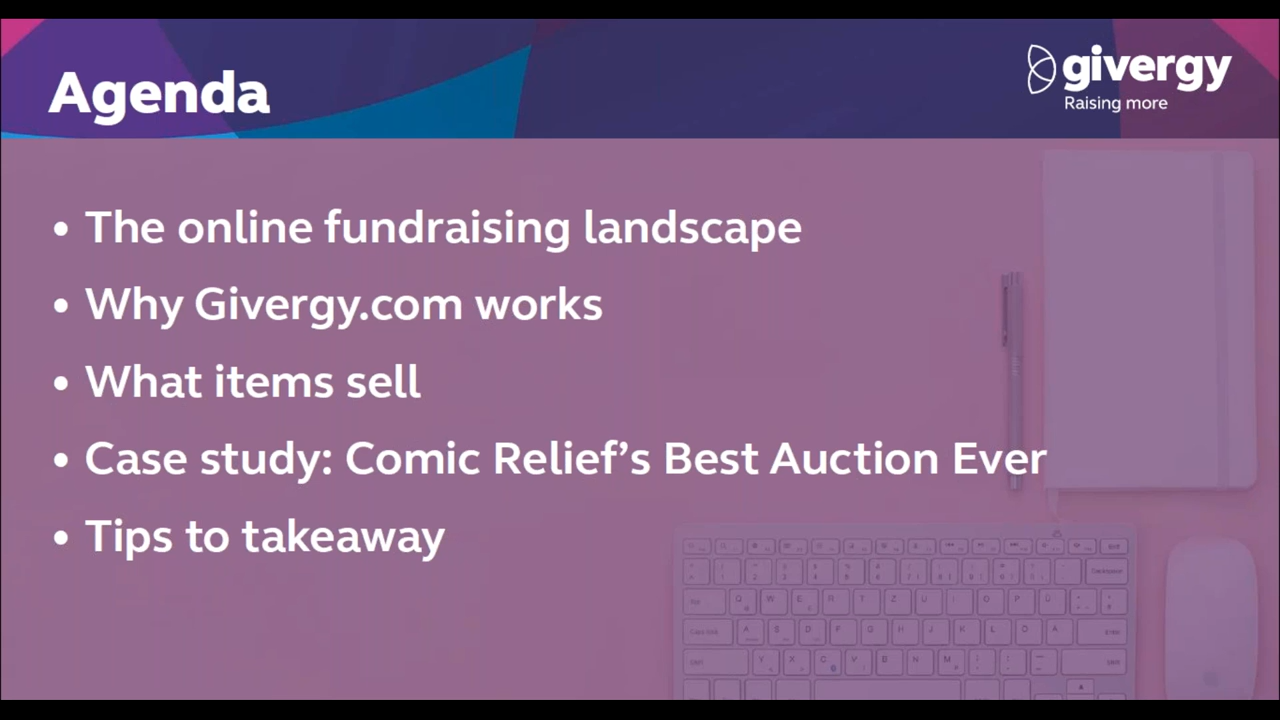 Agenda
givergy
Raising more
• The online fundraising landscape
• Why Givergy.com works
• What items sell
• Case study: Comic Relief’s Best Auction Ever
• Tips to takeaway